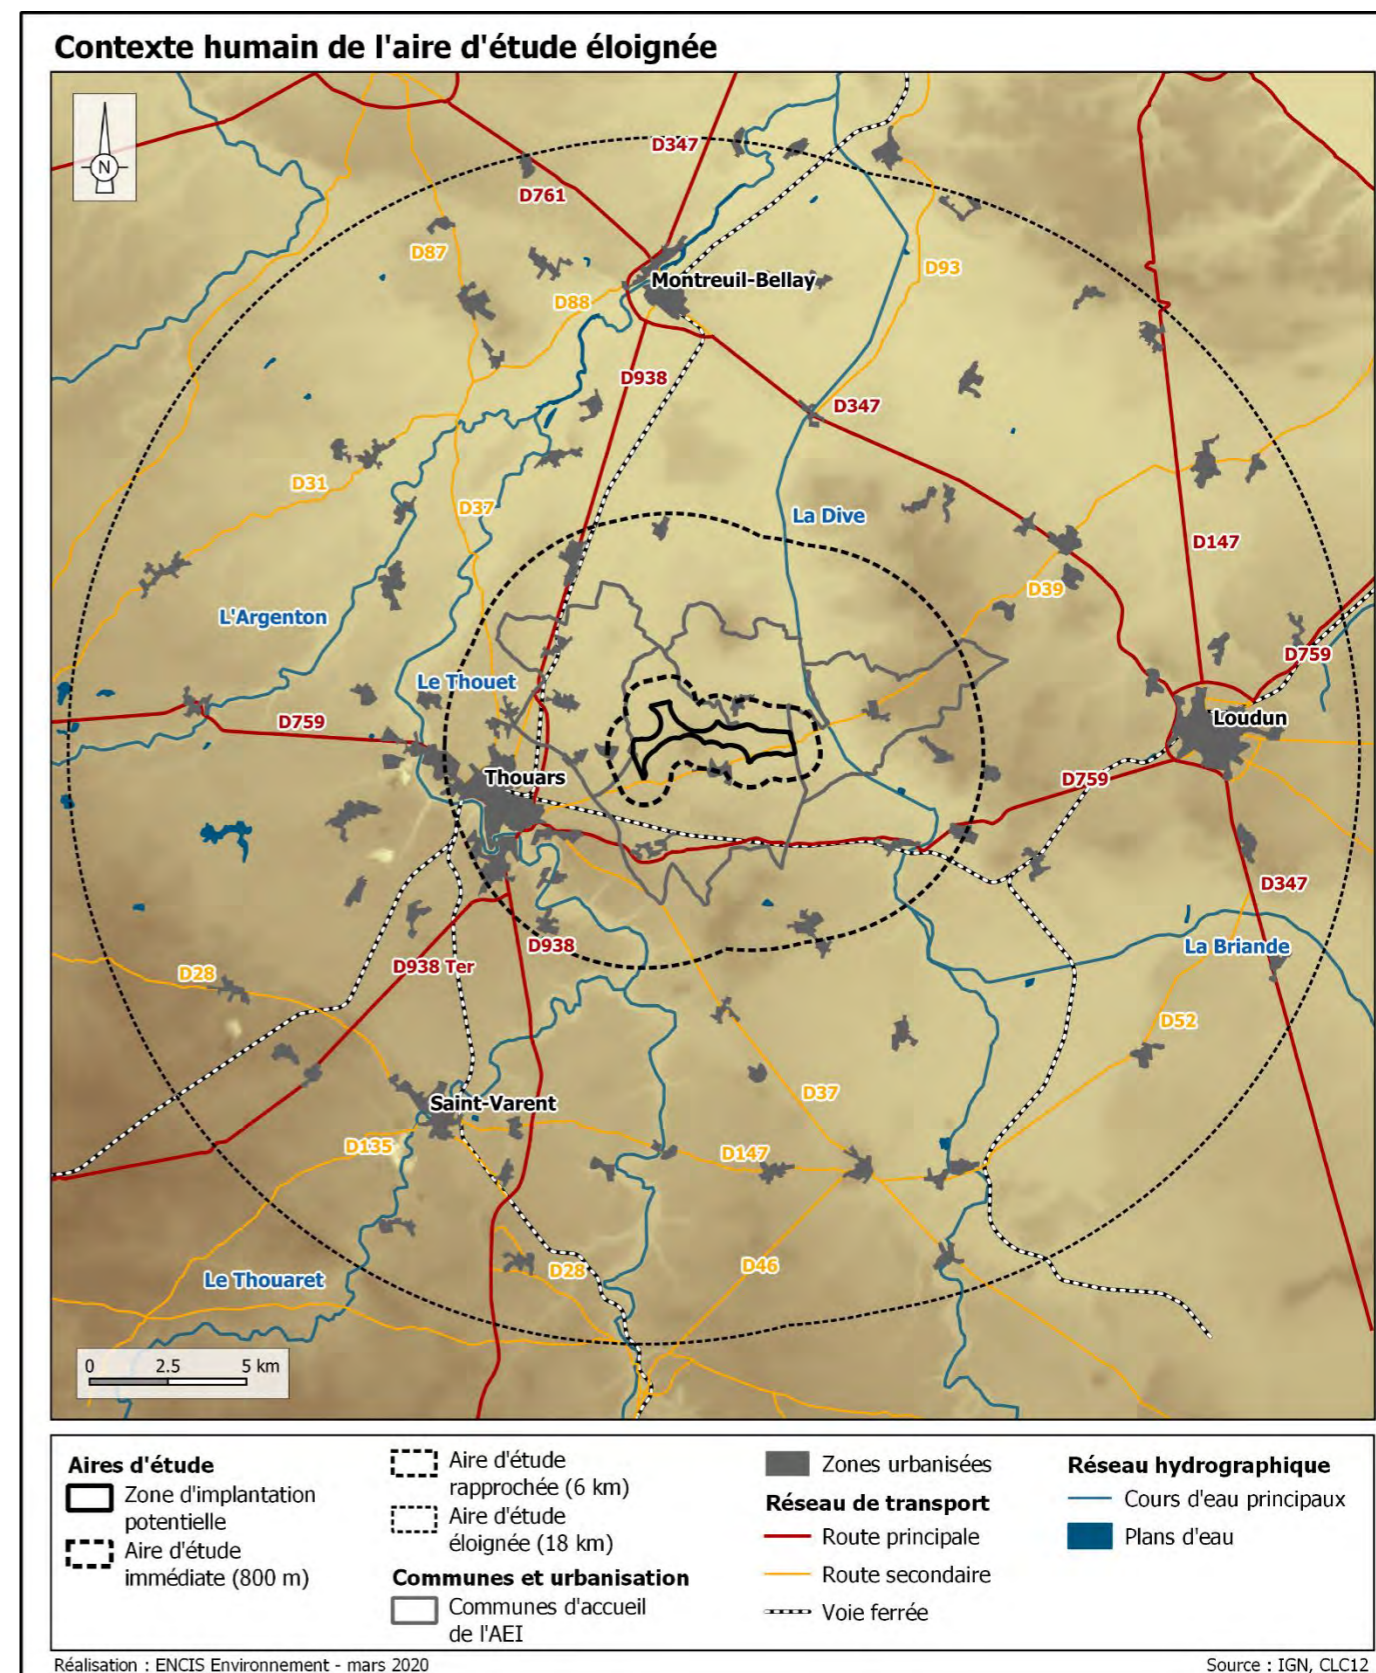 Contexte humain de l'aire d'étude éloignée
N
D347
D761
D87
D93
Montreuil-Bellay
D88
D938
D347
D31
D37
La Dive
D147
D39
L'Argenton
D759
Le Thouet
Loudun
D759
Thouars
D759
D347
D938
La Briande
D938 Ter
D28
D52
D37
Saint-Varent
D135
D147
D46
D28
Le Thouaret
0 2.5 5 km
Aires d'étude
Zone d'implantation
potentielle
Aire d'étude
immédiate (800 m)
Aire d'étude
rapprochée (6 km)
Aire d'étude
éloignée (18 km)
Communes et urbanisation
Communes d'accueil
de l'AEI
Zones urbanisées
Réseau de transport
Route principale
Route secondaire
Voie ferrée
Réseau hydrographique
Cours d'eau principaux
Plans d'eau
Réalisation : ENCIS Environnement - mars 2020
Source : IGN, CLC12